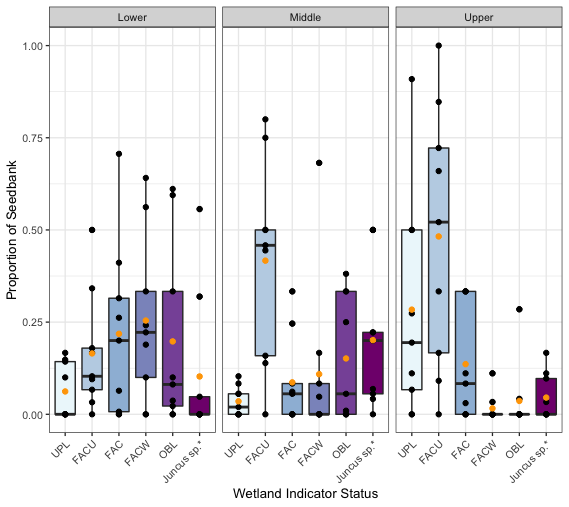 Lower Middle Upper
1.00
0.75
0.50
0.25
0.00
Proportion of Seedbank
UPL FACU FAC FACW OBL Juncus sp.* UPL FACU FAC FACW OBL Juncus sp.* UPL FACU FAC FACW OBL Juncus sp.*
Wetland Indicator Status